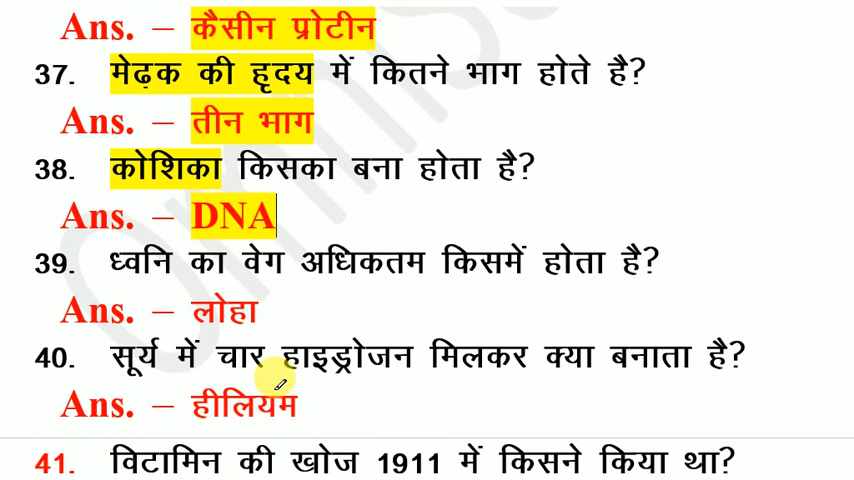 Ans. – कैसीन प्रोटीन
37. मेढ़क की हृदय में कितने भाग होते है?
Ans. – तीन भाग
38. कोशिका किसका बना होता है?
Ans. – DNA
39. ध्वनि का वेग अधिकतम किसमें होता है?
Ans. – लोहा
40. सूर्य में चार हाइड्रोजन मिलकर क्या बनाता है?
Ans. – हीलियम
41. विटामिन की खोज 1911 में किसने किया था?